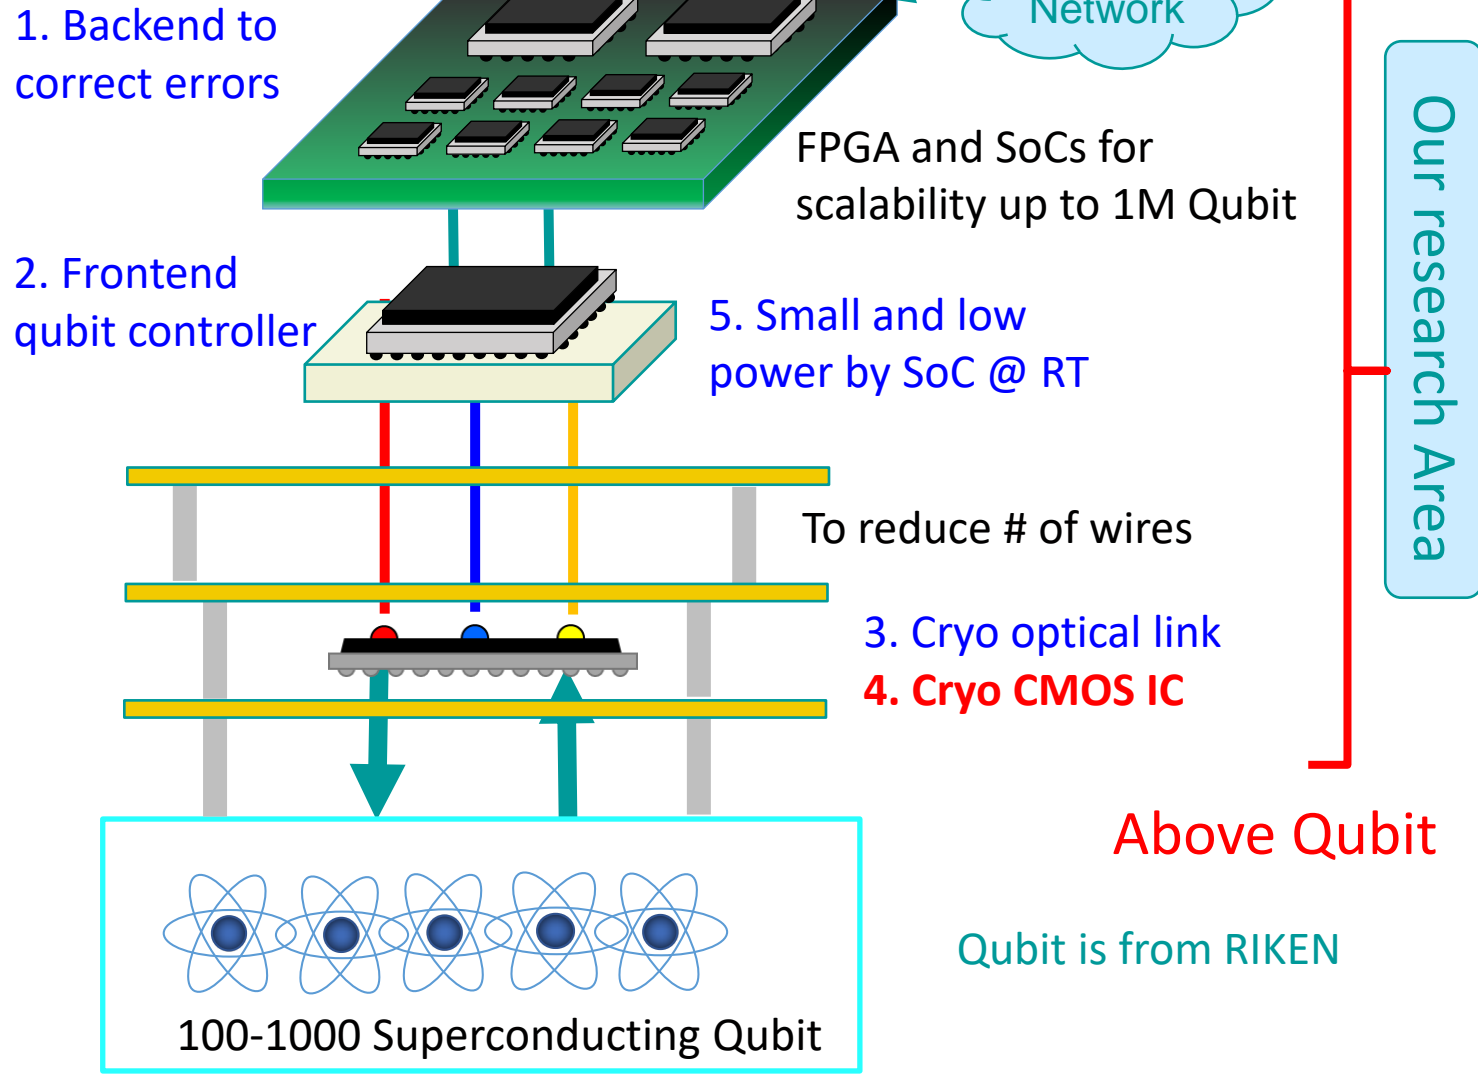 1. Backend to
correct errors
Network
FPGA and SoCs for
scalability up to 1M Qubit
2. Frontend
qubit controller
5. Small and low
power by SoC @ RT
To reduce # of wires
3. Cryo optical link
4. Cryo CMOS IC
Our research Area
Above Qubit
Qubit is from RIKEN
100-1000 Superconducting Qubit